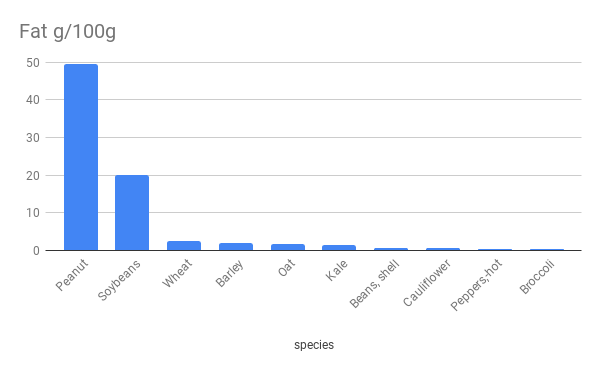 Fat g/100g
50
40
30
20
10
0
Peanut
Soybeans
Wheat
Barley
Oat
Kale
Beans, shell
Cauliflower
Peppers,-hot
Broccoli
species